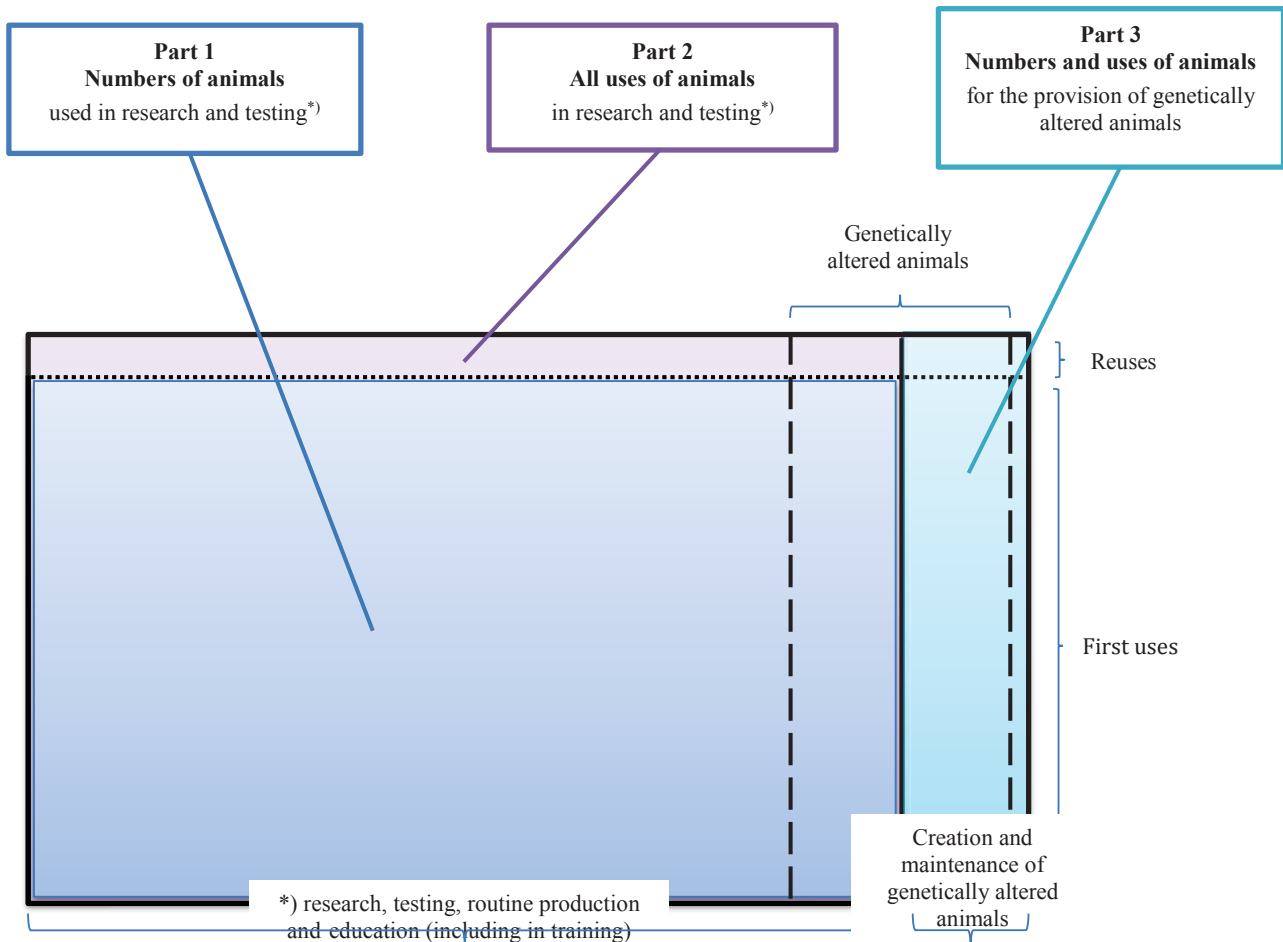 Part 1
Numbers of animals
used in research and testing*)
Part 2
All uses of animals
in research and testing*)
Part 3
Numbers and uses of animals
for the provision of genetically
altered animals
Genetically
altered animals
Reuses
First uses
Creation and
maintenance of
genetically altered
animals
*) research, testing, routine production
and education (including in training)